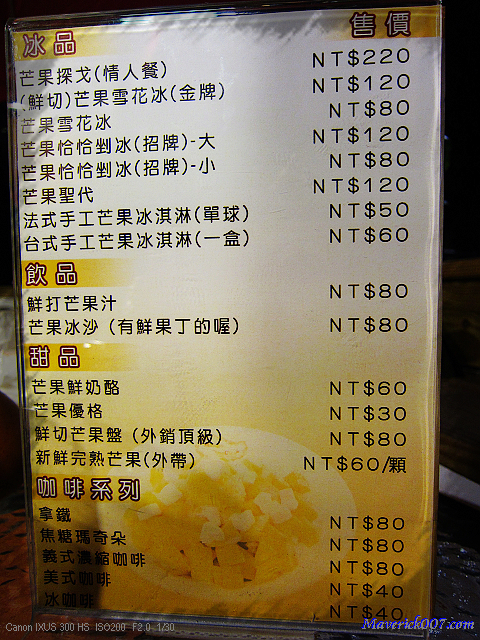 冰品 售價
芒果探戈(情人餐) NT$220
(鮮切)芒果雪花冰(金牌) NT$120
芒果雪花冰 NT$80
芒果恰恰剉冰(招牌)-大 NT$120
芒果恰恰剉冰(招牌)-小 NT$80
芒果聖代 NT$120
法式手工芒果冰淇淋(單球) NT$50
台式手工芒果冰淇淋(一盒) NT$60
飲品
鮮打芒果汁 NT$80
芒果冰沙 (有鮮果丁的喔) NT$80
甜品
芒果鮮奶酪 NT$60
芒果優格 NT$30
鮮切芒果盤 (外銷頂級) NT$80
新鮮完熟芒果(外帶) NT$60/顆
咖啡系列
拿鐵 NT$80
焦糖瑪奇朵 NT$80
義式濃縮咖啡 NT$80
美式咖啡 NT$40
冰咖啡 NT$40
Canon IXUS 300 HS ISO200 F2.0 1/30
Maverick007.com